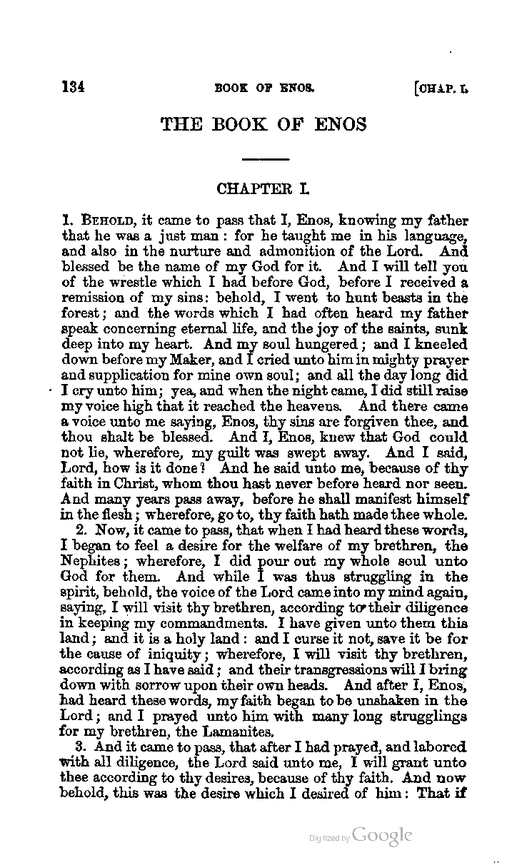 134 BOOK OF ENOS. [CHAP. I.
THE BOOK OF ENOS
CHAPTER I.
1. BEHOLD, it came to pass that I, Enos, knowing my father
that he was a just man: for he taught me in his language,
and also in the nurture and admonition of the Lord. And
blessed be the name of my God for it. And I will tell you
of the wrestle which I had before God, before I received a
remission of my sins: behold, I went to hunt beasts in the
forest; and the words which I had often heard my father
speak concerning eternal life, and the joy of the saints, sunk
deep into my heart. And my soul hungered; and I kneeled
down before my Maker, and I cried unto him in mighty prayer
and supplication for mine own soul; and all the day long did
I cry unto him; yea, and when the night came, I did still raise
my voice high that it reached the heavens. And there came
a voice unto me saying, Enos, thy sins are forgiven thee, and
thou shalt be blessed. And I, Enos, knew that God could
not lie, wherefore, my guilt was swept away. And I said,
Lord, how is it done? And he said unto me, because of thy
faith in Christ, whom thou hast never before heard nor seen.
And many years pass away, before he shall manifest himself
in the flesh; wherefore, go to, thy faith hath made thee whole.
2. Now, it came to pass, that when I had heard these words,
I began to feel a desire for the welfare of my brethren, the
Nephites; wherefore, I did pour out my whole soul unto
God for them. And while I was thus struggling in the
spirit, behold, the voice of the Lord came into my mind again,
saying, I will visit thy brethren, according to their diligence
in keeping my commandments. I have given unto them this
land; and it is a holy land: and I curse it not, save it be for
the cause of iniquity; wherefore, I will visit thy brethren,
according as I have said; and their transgressions will I bring
down with sorrow upon their own heads. And after I, Enos,
had heard these words, my faith began to be unshaken in the
Lord; and I prayed unto him with many long strugglings
for my brethren, the Lamanites.
3. And it came to pass, that after I had prayed, and labored
with all diligence, the Lord said unto me, I will grant unto
thee according to thy desires, because of thy faith. And now
behold, this was the desire which I desired of him: That if
Digitized by Google